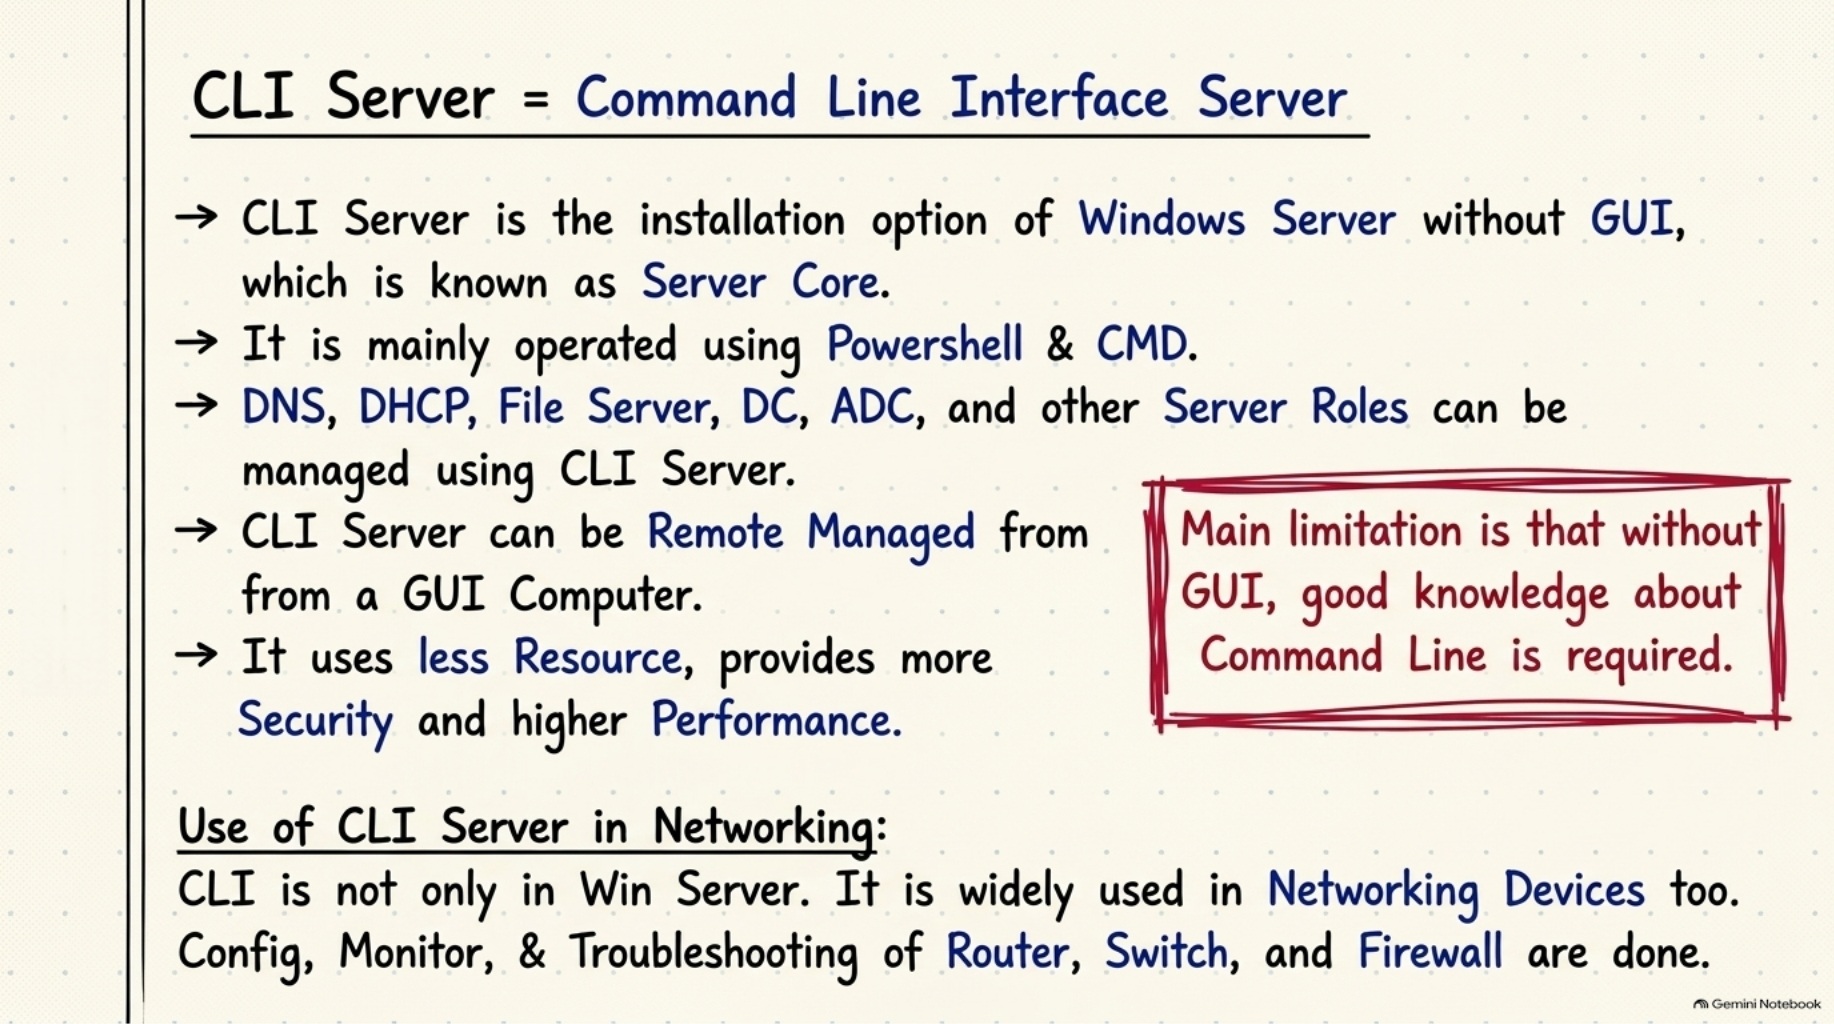 CLI Server = Command Line Interface Server
→ CLI Server is the installation option of Windows Server without GUI,
which is known as Server Core.
→ It is mainly operated using Powershell & CMD.
→ DNS, DHCP, File Server, DC, ADC, and other Server Roles can be
managed using CLI Server.
→ CLI Server can be Remote Managed from
from a GUI Computer.
→ It uses less Resource, provides more
Security and higher Performance.
Main limitation is that without
GUI, good knowledge about
Command Line is required.
Use of CLI Server in Networking:
CLI is not only in Win Server. It is widely used in Networking Devices too.
Config, Monitor, & Troubleshooting of Router, Switch, and Firewall are done.
Gemini Notebook